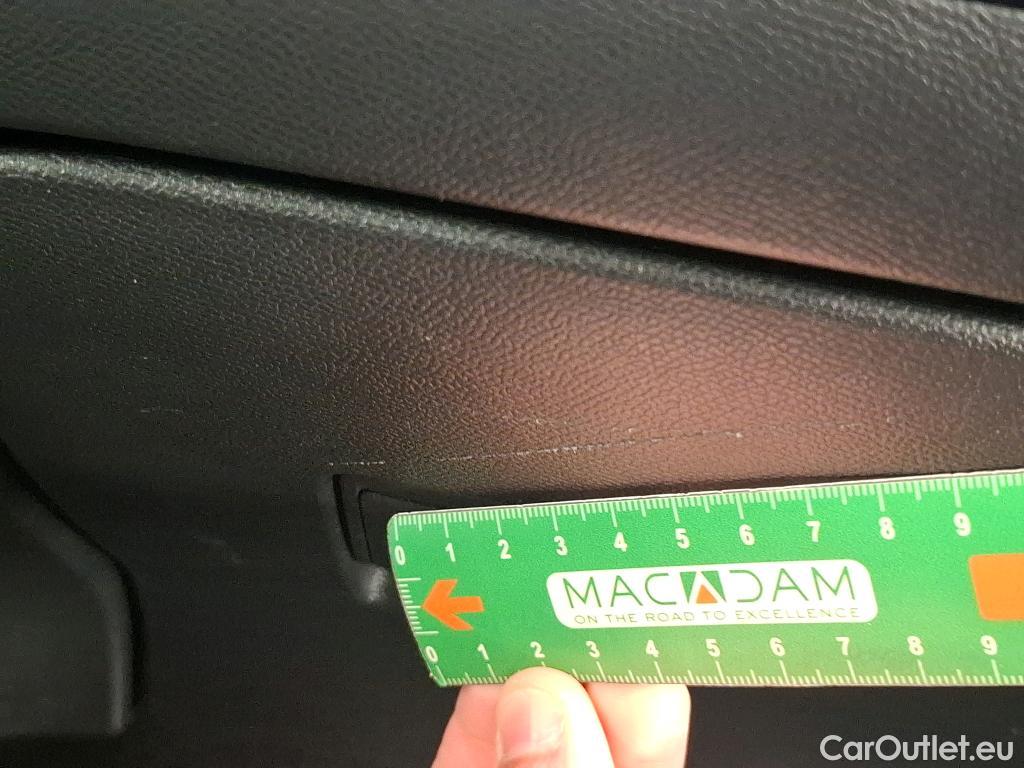 0 1 2 3 4 5 6 7 8 9
MACADAM
ON THE ROAD TO EXCELLENCE
0 1 2 3 4 5 6 7 8 9
CarOutlet.eu